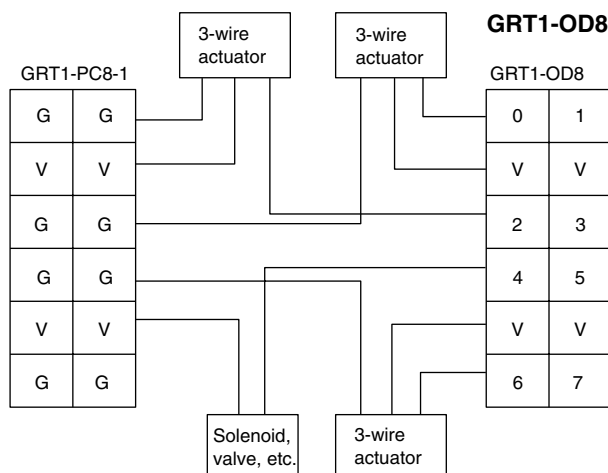 GRT1-OD8
3-wire
actuator
3-wire
actuator
GRT1-PC8-1
GRT1-OD8
G G
V V
G G
G G
V V
G G
0 1
V V
2 3
4 5
V V
6 7
Solenoid,
valve, etc.
3-wire
actuator